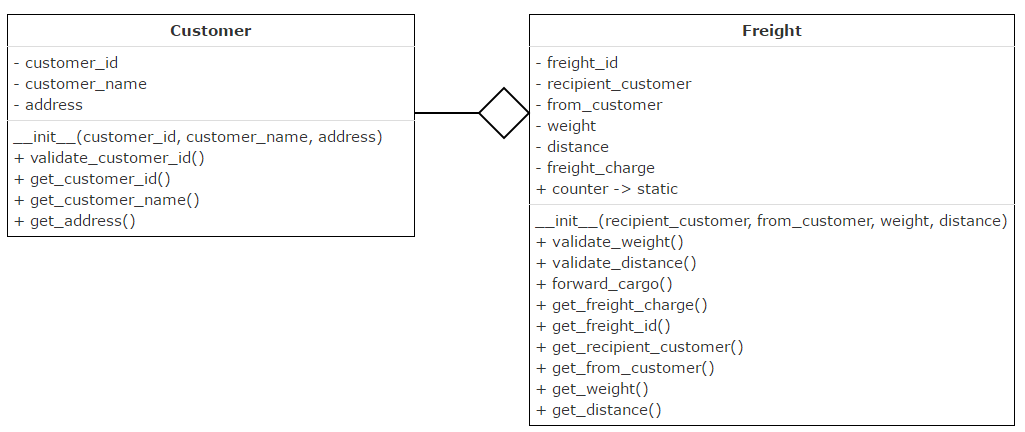 Customer
- customer_id
- customer_name
- address
__init__(customer_id, customer_name, address)
+ validate_customer_id()
+ get_customer_id()
+ get_customer_name()
+ get_address()
Freight
- freight_id
- recipient_customer
- from_customer
- weight
- distance
- freight_charge
+ counter -> static
__init__(recipient_customer, from_customer, weight, distance)
+ validate_weight()
+ validate_distance()
+ forward_cargo()
+ get_freight_charge()
+ get_freight_id()
+ get_recipient_customer()
+ get_from_customer()
+ get_weight()
+ get_distance()